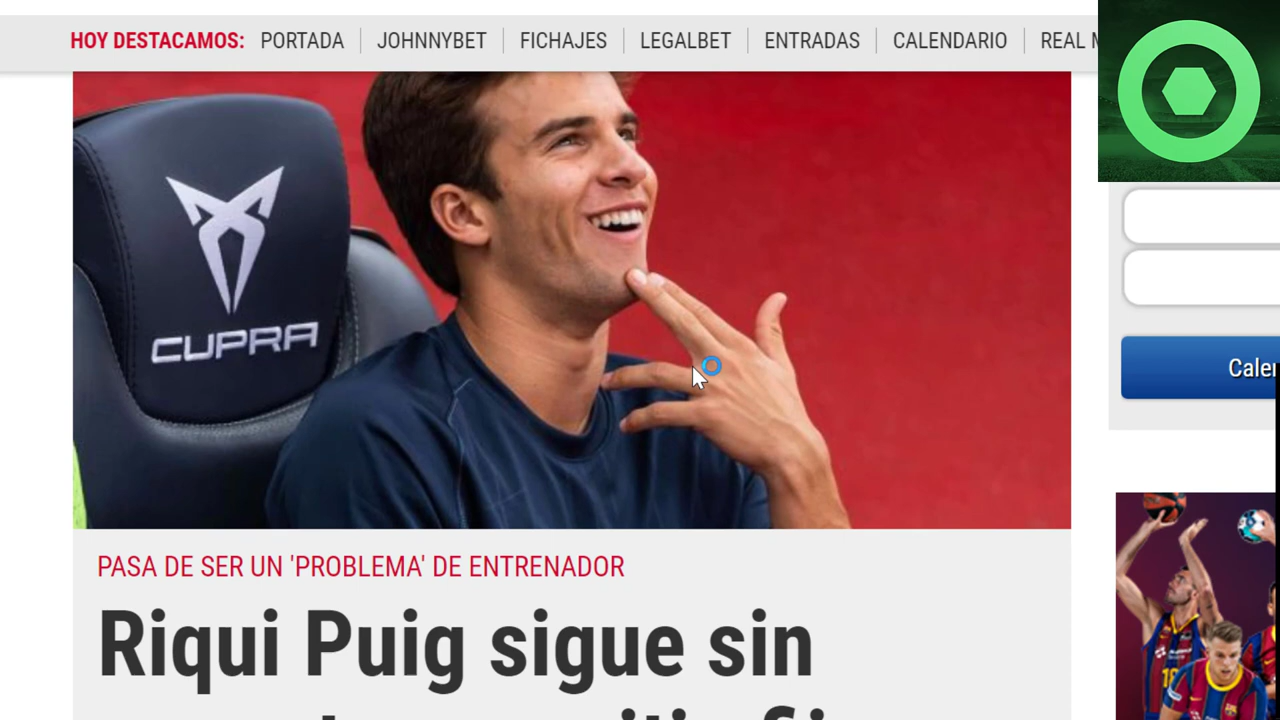 HOY DESTACAMOS: PORTADA JOHNNYBET FICHAJES LEGALBET ENTRADAS CALENDARIO REAL
CUPRA
PASA DE SER UN 'PROBLEMA' DE ENTRENADOR
Riqui Puig sigue sin